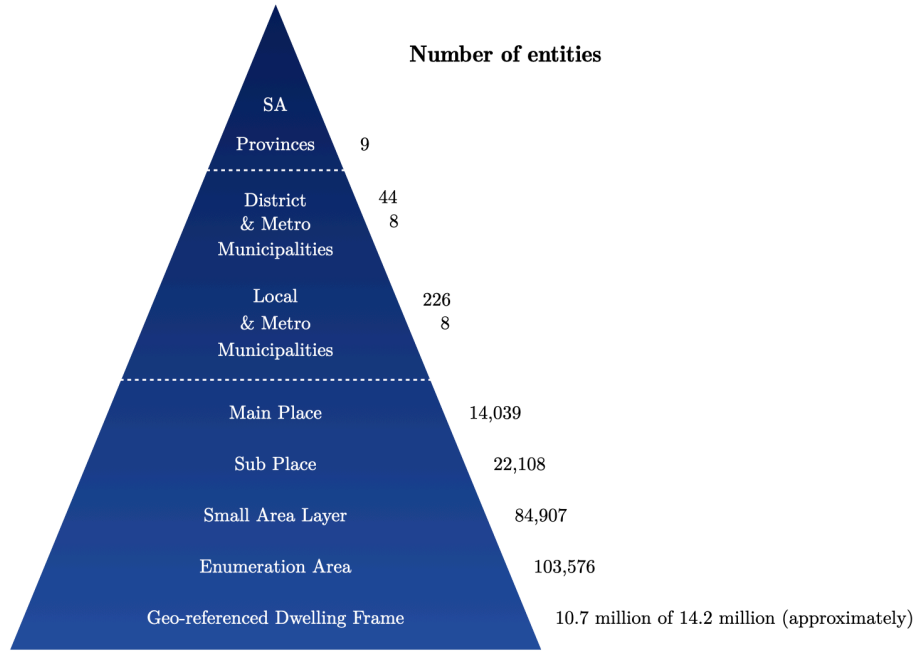 Number of entities
SA
Provinces 9
District 44
& Metro 8
Municipalities
Local 226
& Metro 8
Municipalities
Main Place 14,039
Sub Place 22,108
Small Area Layer 84,907
Enumeration Area 103,576
Geo-referenced Dwelling Frame 10.7 million of 14.2 million (approximately)